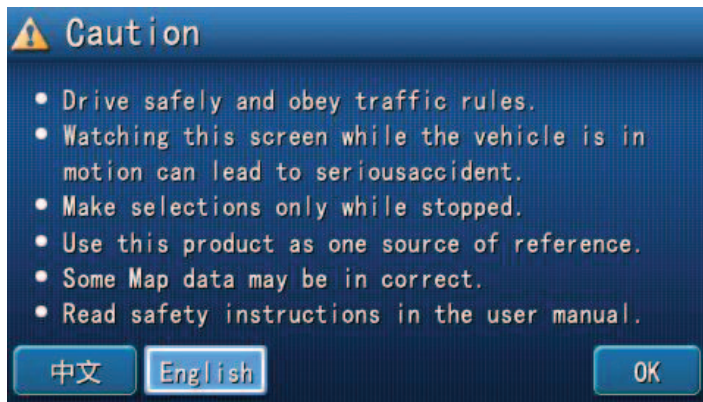 Caution
• Drive safely and obey traffic rules.
• Watching this screen while the vehicle is in
motion can lead to seriousaccident.
• Make selections only while stopped.
• Use this product as one source of reference.
• Some Map data may be in correct.
• Read safety instructions in the user manual.
中文 English OK